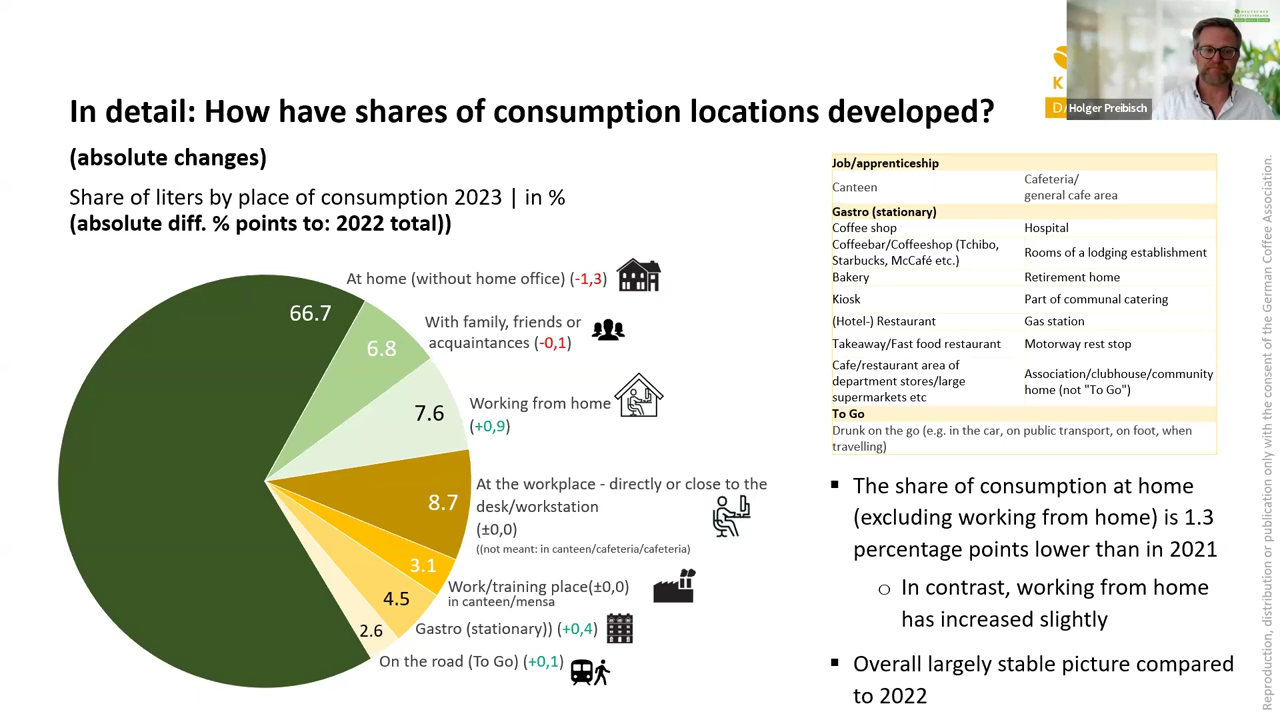 In detail: How have shares of consumption locations developed?
(absolute changes)
Share of liters by place of consumption 2023 | in %
(absolute diff. % points to: 2022 total))
At home (without home office) (-1,3)
66.7
With family, friends or
acquaintances (-0,1)
6.8
Working from home
(+0,9)
7.6
At the workplace - directly or close to the
desk/workstation
(±0,0)
((not meant: in canteen/cafeteria/cafeteria)
8.7
3.1
Work/training place(±0,0)
in canteen/mensa
4.5
Gastro (stationary)) (+0,4)
2.6
On the road (To Go) (+0,1)
K
D
Holger Preibisch
Job/apprenticeship
Canteen
Cafeteria/
general cafe area
Gastro (stationary)
Coffee shop
Hospital
Coffeebar/Coffeeshop (Tchibo,
Starbucks, McCafé etc.)
Rooms of a lodging establishment
Bakery
Retirement home
Kiosk
Part of communal catering
(Hotel-) Restaurant
Gas station
Takeaway/Fast food restaurant
Motorway rest stop
Cafe/restaurant area of
department stores/large
supermarkets etc
Association/clubhouse/community
home (not "To Go")
To Go
Drunk on the go (e.g. in the car, on public transport, on foot, when
travelling)
▪ The share of consumption at home
(excluding working from home) is 1.3
percentage points lower than in 2021
o In contrast, working from home
has increased slightly
▪ Overall largely stable picture compared
to 2022
Reproduction, distribution or publication only with the consent of the German Coffee Association.